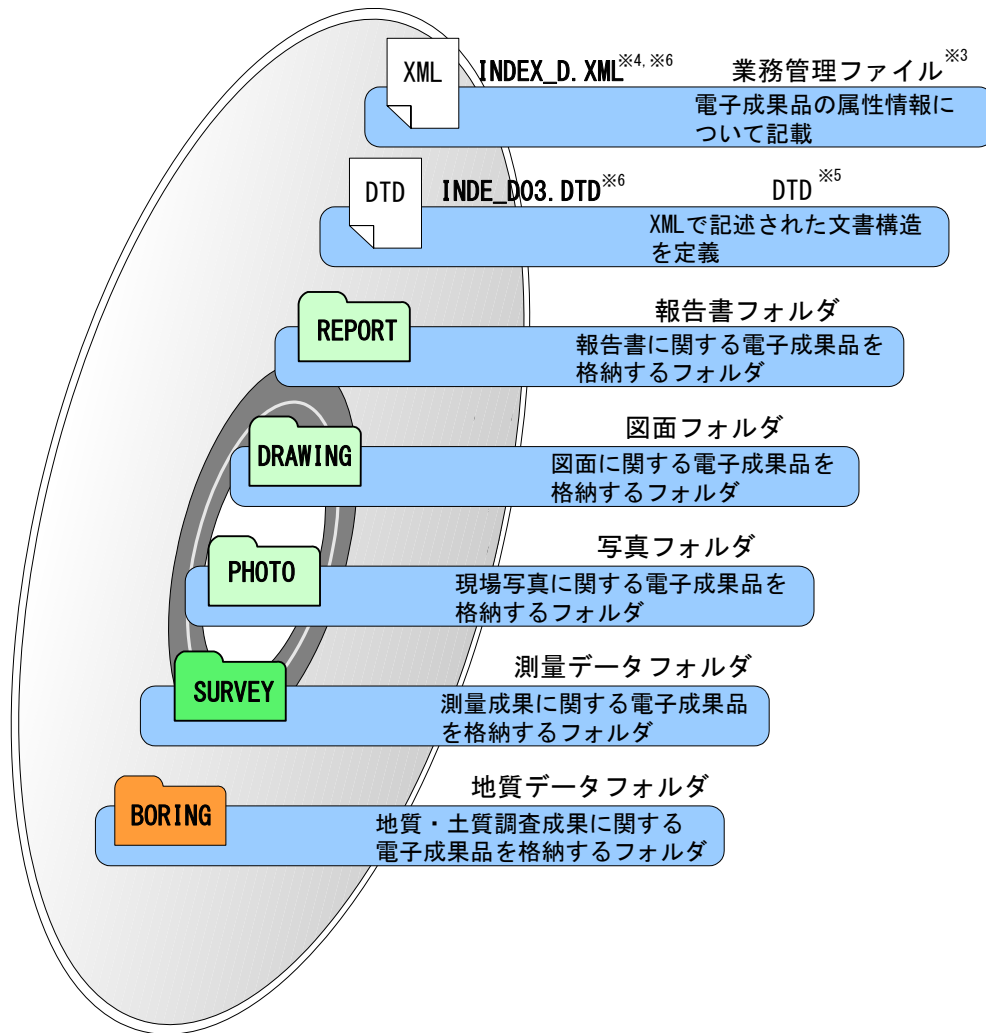 XML INDEX_D.XML※4,※6 業務管理ファイル※3
電子成果品の属性情報に
ついて記載
DTD INDE_D03.DTD※6 DTD※5
XMLで記述された文書構造
を定義
REPORT 報告書フォルダ
報告書に関する電子成果品を
格納するフォルダ
DRAWING 図面フォルダ
図面に関する電子成果品を
格納するフォルダ
PHOTO 写真フォルダ
現場写真に関する電子成果品を
格納するフォルダ
SURVEY 測量データフォルダ
測量成果に関する電子成果品
を格納するフォルダ
BORING 地質データフォルダ
地質・土質調査成果に関する
電子成果品を格納するフォルダ